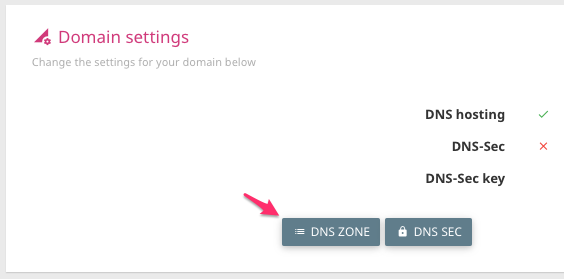 Domain settings
Change the settings for your domain below
DNS hosting
DNS-Sec
DNS-Sec key
DNS ZONE
DNS SEC